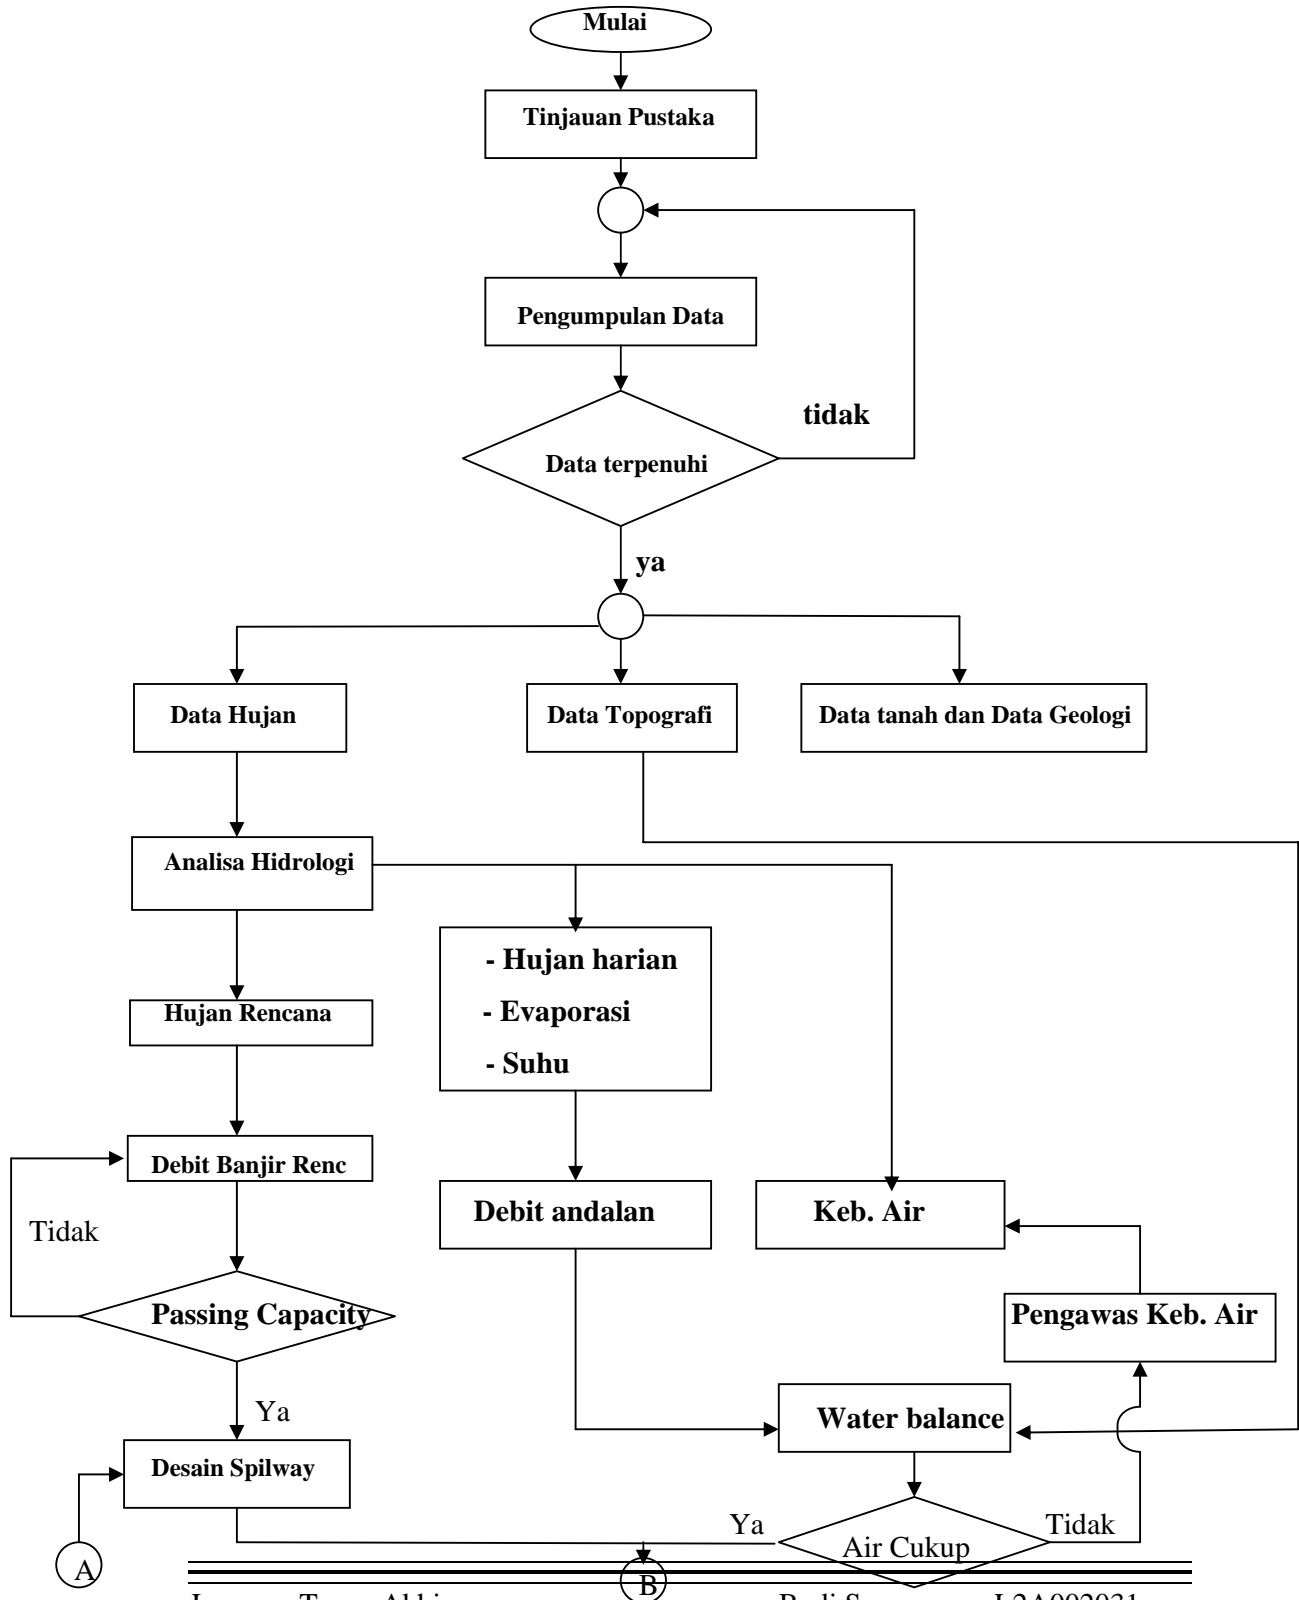 Mulai
Tinjauan Pustaka
Pengumpulan Data
tidak
Data terpenuhi
ya
Data Hujan
Data Topografi
Data tanah dan Data Geologi
Analisa Hidrologi
- Hujan harian
- Evaporasi
- Suhu
Hujan Rencana
Debit Banjir Renc
Debit andalan
Keb. Air
Tidak
Passing Capacity
Pengawas Keb. Air
Ya
Water balance
Desain Spilway
Ya
Tidak
Air Cukup
A
B
L2A002031